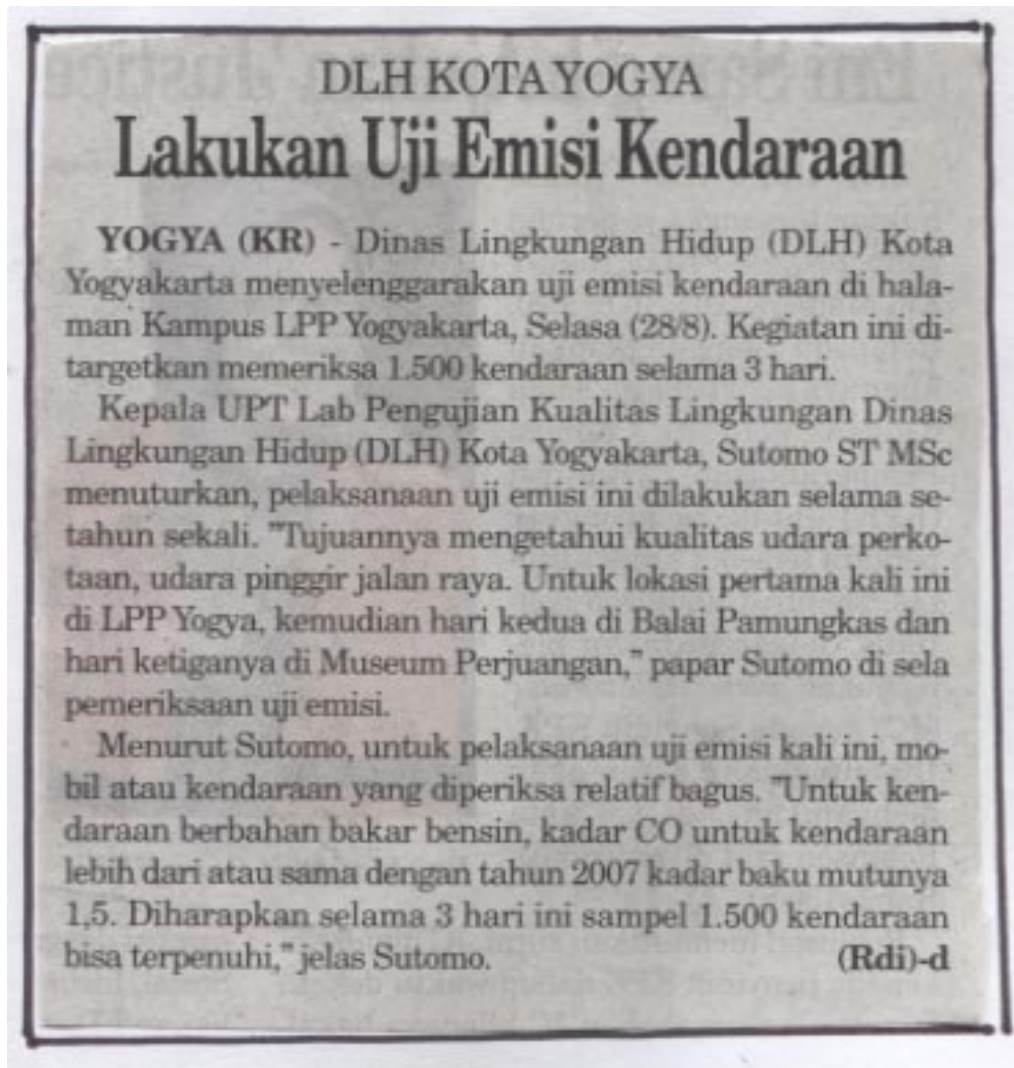 DLH KOTA YOGYA
Lakukan Uji Emisi Kendaraan
YOGYA (KR) - Dinas Lingkungan Hidup (DLH) Kota
Yogyakarta menyelenggarakan uji emisi kendaraan di hala-
man Kampus LPP Yogyakarta, Selasa (28/8). Kegiatan ini di-
targetkan memeriksa 1.500 kendaraan selama 3 hari.
Kepala UPT Lab Pengujian Kualitas Lingkungan Dinas
Lingkungan Hidup (DLH) Kota Yogyakarta, Sutomo ST MSc
menuturkan, pelaksanaan uji emisi ini dilakukan selama se-
tahun sekali. "Tujuannya mengetahui kualitas udara perko-
taan, udara pinggir jalan raya. Untuk lokasi pertama kali ini
di LPP Yogya, kemudian hari kedua di Balai Pamungkas dan
hari ketiganya di Museum Perjuangan," papar Sutomo di sela
pemeriksaan uji emisi.
Menurut Sutomo, untuk pelaksanaan uji emisi kali ini, mo-
bil atau kendaraan yang diperiksa relatif bagus. "Untuk ken-
daraan berbahan bakar bensin, kadar CO untuk kendaraan
lebih dari atau sama dengan tahun 2007 kadar baku mutunya
1,5. Diharapkan selama 3 hari ini sampel 1.500 kendaraan
bisa terpenuhi," jelas Sutomo. (Rdi)-d